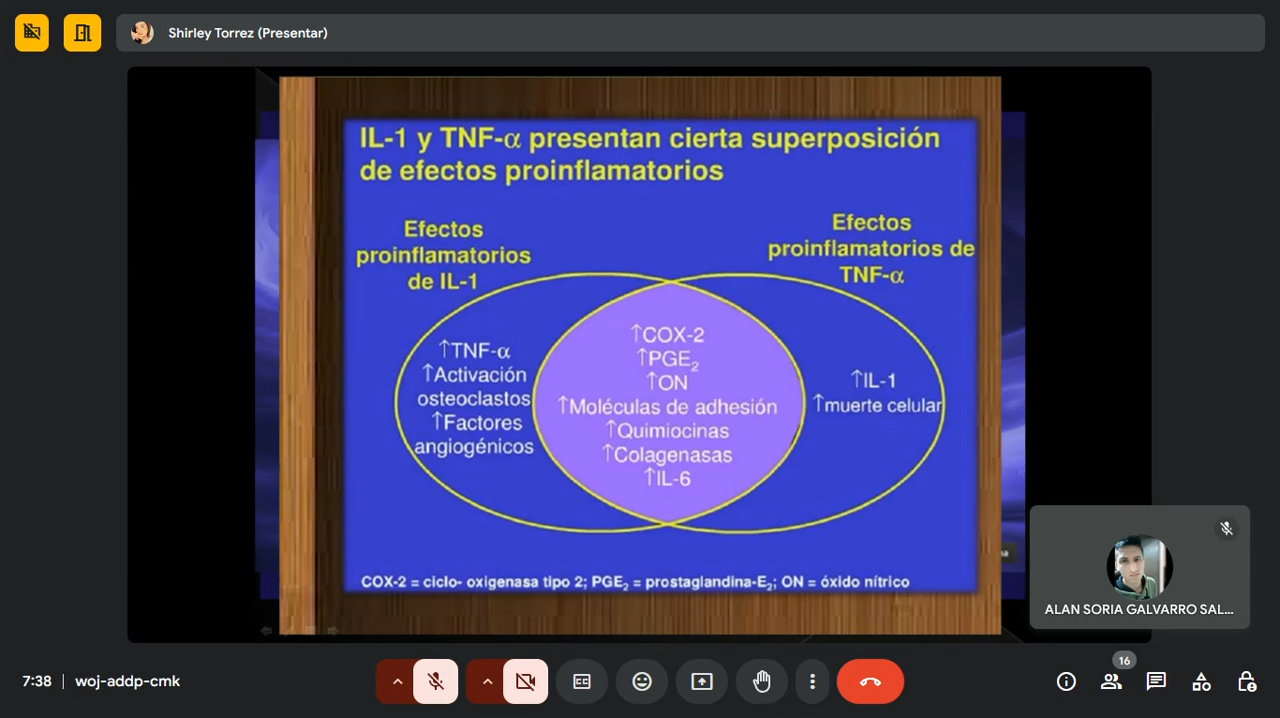 Shirley Torrez (Presentar)
IL-1 y TNF-α presentan cierta superposición
de efectos proinflamatorios
Efectos
proinflamatorios
de IL-1
Efectos
proinflamatorios de
TNF-α
↑TNF-α
↑Activación
osteoclastos
↑Factores
angiogénicos
↑COX-2
↑PGE₂
↑ON
↑Moléculas de adhesión
↑Quimiocinas
↑Colagenasas
↑IL-6
↑IL-1
↑muerte celular
COX-2 = ciclo- oxigenasa tipo 2; PGE₂ = prostaglandina-E₂; ON = óxido nítrico
ALAN SORIA GALVARRO SAL...
7:38
woj-addp-cmk
16